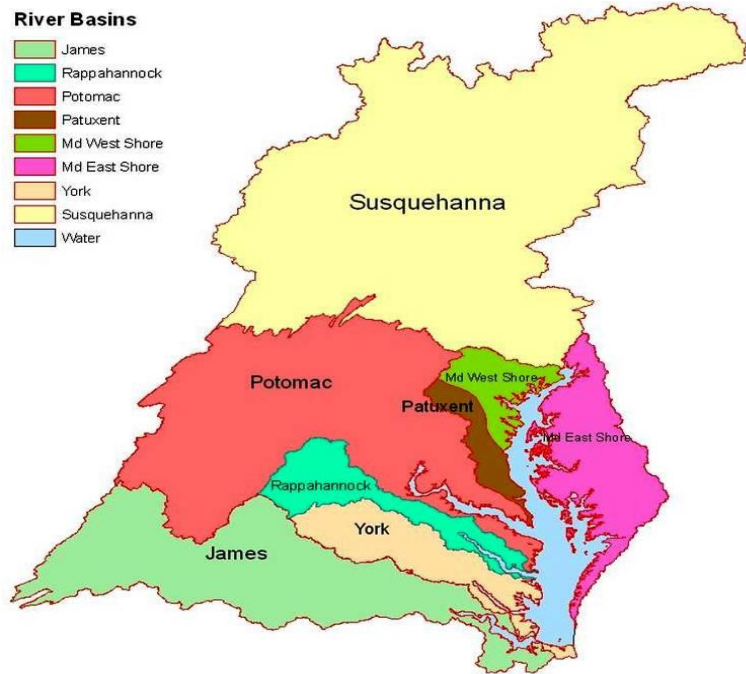 River Basins
James
Rappahannock
Potomac
Patuxent
Md West Shore
Md East Shore
York
Susquehanna
Water
Susquehanna
Md West Shore
Potomac
Patuxent
Md East Shore
Rappahannock
York
James